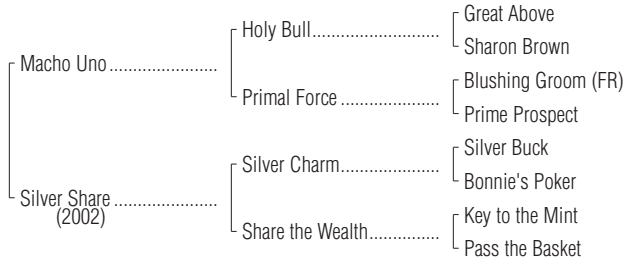 Great Above
Holy Bull
Sharon Brown
Macho Uno
Blushing Groom (FR)
Primal Force
Prime Prospect
Silver Buck
Silver Charm
Bonnie's Poker
Silver Share
(2002)
Key to the Mint
Share the Wealth
Pass the Basket